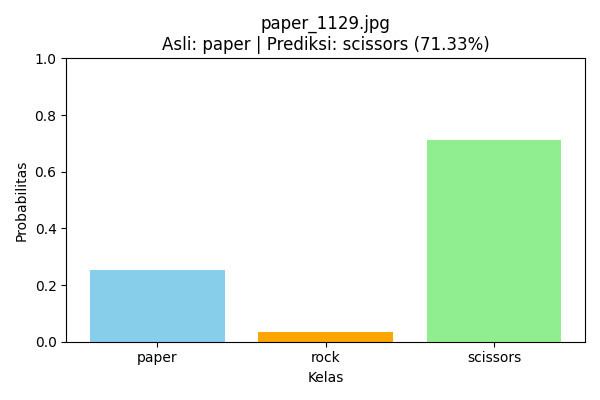 paper_1129.jpg
Asli: paper | Prediksi: scissors (71.33%)
1.0
0.8
0.6
0.4
0.2
0.0
Probabilitas
paper rock scissors
Kelas